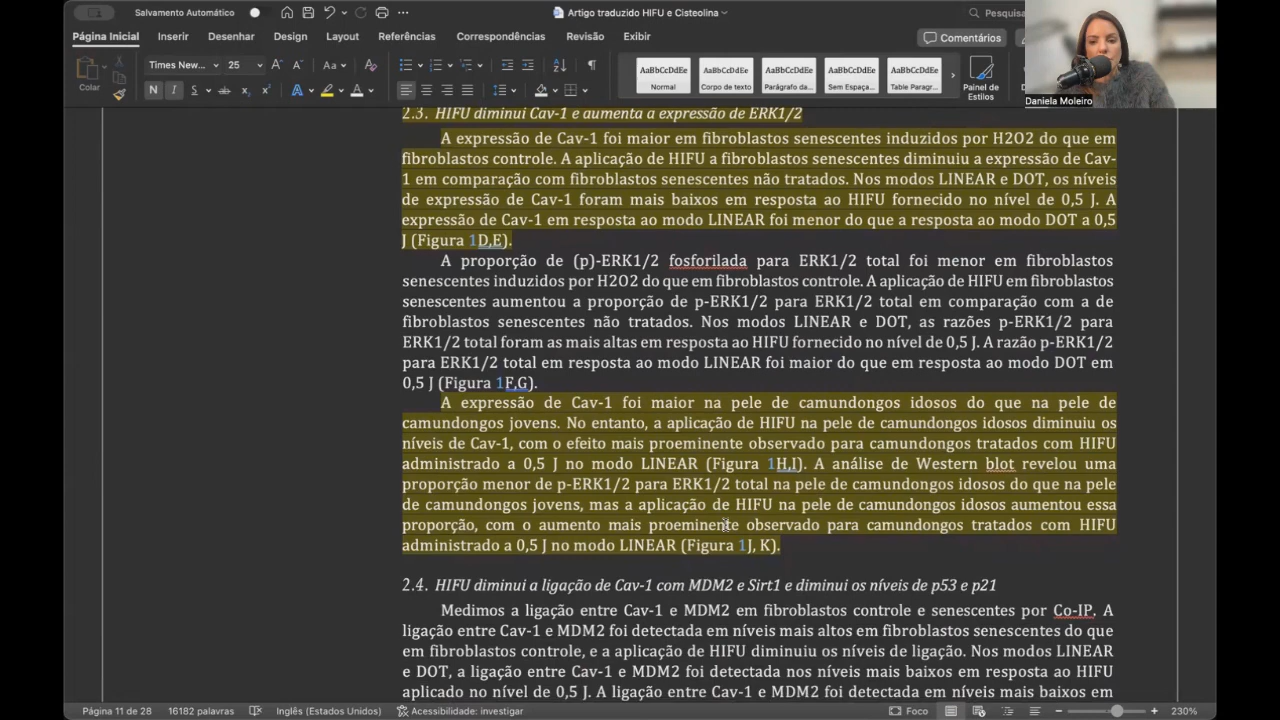 Salvamento Automático
Artigo traduzido HIFU e Cisteolina
Pesquisa
Página Inicial Inserir Desenhar Design Layout Referências Correspondências Revisão Exibir
Comentários
Colar
Times New... 25
Aa
N I S ab x x
AaBbCcDdEe AaBbCcDdEe AaBbCcDdEe AaBbCcDdEe AaBbCcDdEe
Normal Corpo de texto Parágrafo da... Sem Espaça... Table Paragr...
Painel de Estilos
Daniela Moleiro
2.3. HIFU diminui Cav-1 e aumenta a expressão de ERK1/2
A expressão de Cav-1 foi maior em fibroblastos senescentes induzidos por H2O2 do que em
fibroblastos controle. A aplicação de HIFU a fibroblastos senescentes diminuiu a expressão de Cav-
1 em comparação com fibroblastos senescentes não tratados. Nos modos LINEAR e DOT, os níveis
de expressão de Cav-1 foram mais baixos em resposta ao HIFU fornecido no nível de 0,5 J. A
expressão de Cav-1 em resposta ao modo LINEAR foi menor do que a resposta ao modo DOT a 0,5
J (Figura 1D,E).
A proporção de (p)-ERK1/2 fosforilada para ERK1/2 total foi menor em fibroblastos
senescentes induzidos por H2O2 do que em fibroblastos controle. A aplicação de HIFU em fibroblastos
senescentes aumentou a proporção de p-ERK1/2 para ERK1/2 total em comparação com a de
fibroblastos senescentes não tratados. Nos modos LINEAR e DOT, as razões p-ERK1/2 para
ERK1/2 total foram as mais altas em resposta ao HIFU fornecido no nível de 0,5 J. A razão p-ERK1/2
para ERK1/2 total em resposta ao modo LINEAR foi maior do que em resposta ao modo DOT em
0,5 J (Figura 1F,G).
A expressão de Cav-1 foi maior na pele de camundongos idosos do que na pele de
camundongos jovens. No entanto, a aplicação de HIFU na pele de camundongos idosos diminuiu os
níveis de Cav-1, com o efeito mais proeminente observado para camundongos tratados com HIFU
administrado a 0,5 J no modo LINEAR (Figura 1H,I). A análise de Western blot revelou uma
proporção menor de p-ERK1/2 para ERK1/2 total na pele de camundongos idosos do que na pele
de camundongos jovens, mas a aplicação de HIFU na pele de camundongos idosos aumentou essa
proporção, com o aumento mais proeminente observado para camundongos tratados com HIFU
administrado a 0,5 J no modo LINEAR (Figura 1J, K).
2.4. HIFU diminui a ligação de Cav-1 com MDM2 e Sirt1 e diminui os níveis de p53 e p21
Medimos a ligação entre Cav-1 e MDM2 em fibroblastos controle e senescentes por Co-IP. A
ligação entre Cav-1 e MDM2 foi detectada em níveis mais altos em fibroblastos senescentes do que
em fibroblastos controle, e a aplicação de HIFU diminuiu os níveis de ligação. Nos modos LINEAR
e DOT, a ligação entre Cav-1 e MDM2 foi detectada nos níveis mais baixos em resposta ao HIFU
aplicado no nível de 0,5 J. A ligação entre Cav-1 e MDM2 foi detectada em níveis mais baixos em
Página 11 de 28 16182 palavras Inglês (Estados Unidos) Acessibilidade: investigar Foco 230%